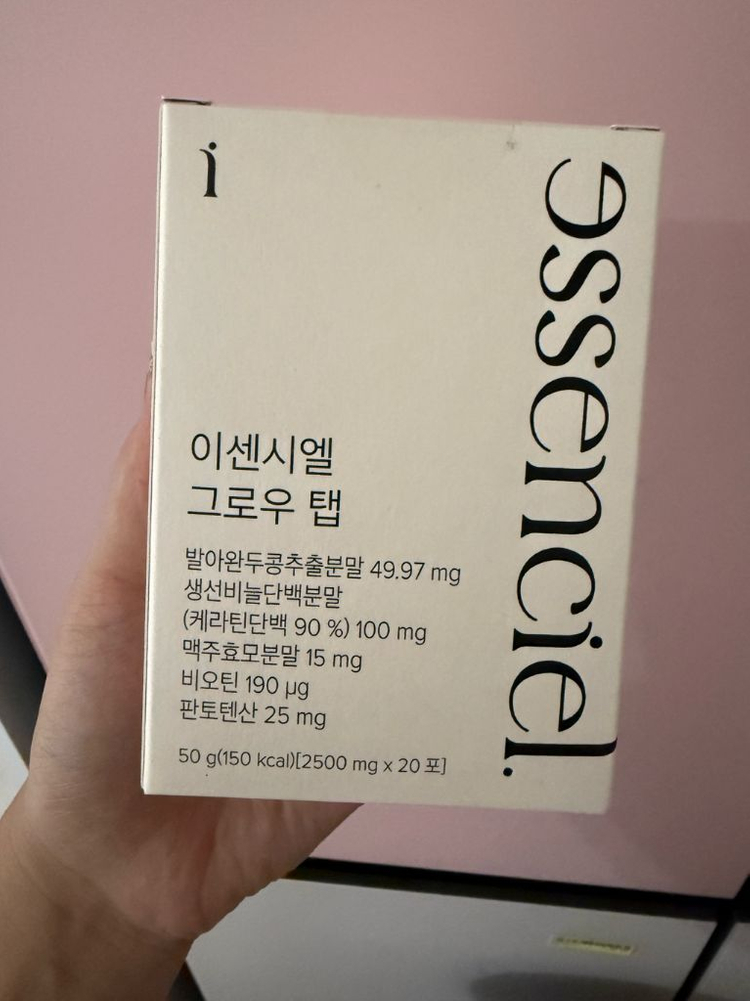 i
essenciel.
이센시엘
그로우 탭
발아완두콩추출분말 49.97 mg
생선비늘단백분말
(케라틴단백 90 %) 100 mg
맥주효모분말 15 mg
비오틴 190 µg
판토텐산 25 mg
50 g(150 kcal)[2500 mg x 20 포]